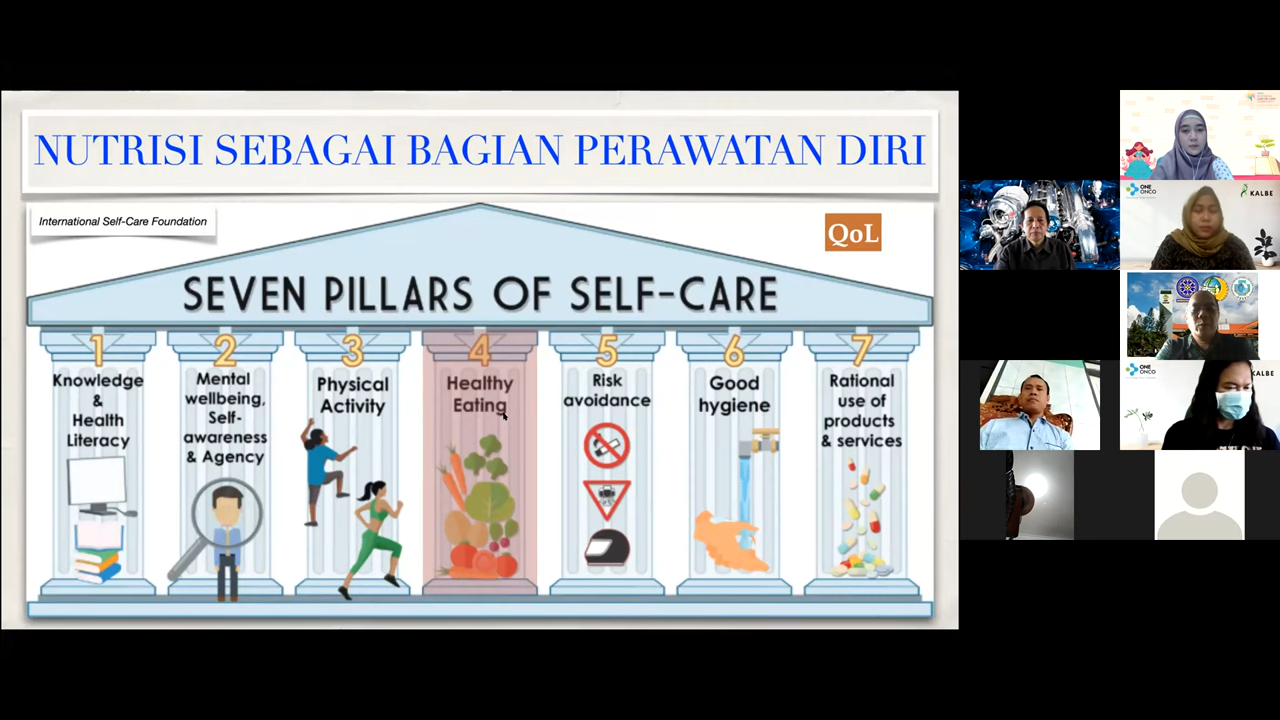 NUTRISI SEBAGAI BAGIAN PERAWATAN DIRI
International Self-Care Foundation
QoL
SEVEN PILLARS OF SELF-CARE
1
Knowledge
&
Health
Literacy
2
Mental
wellbeing,
Self-
awareness
& Agency
3
Physical
Activity
4
Healthy
Eating
5
Risk
avoidance
6
Good
hygiene
7
Rational
use of
products
& services
ONE
ONCO
KALBE
ONE
ONCO
KALBE